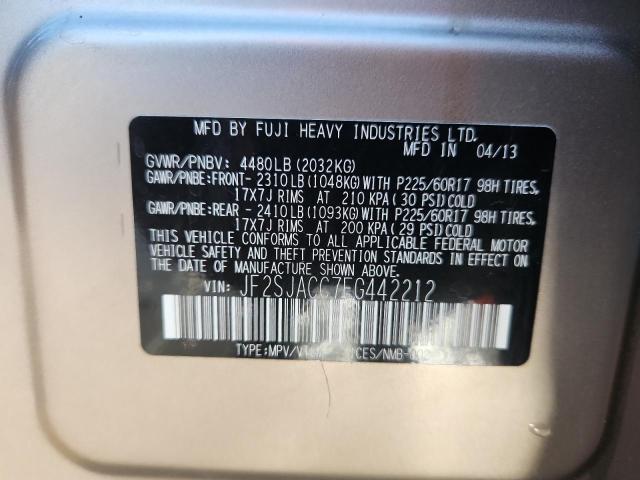 MFD BY FUJI HEAVY INDUSTRIES LTD.
MFD IN 04/13
GVWR/PNBV: 4480LB(2032KG)
GAWR/PNBE:FRONT- 2310LB(1048KG)WITH P225/60R17 98H TIRES,
17X7J RIMS AT 210 KPA(30 PSI)COLD
GAWR/PNBE:REAR - 2410LB(1093KG)WITH P225/60R17 98H TIRES,
17X7J RIMS AT 200 KPA(29 PSI)COLD
THIS VEHICLE CONFORMS TO ALL APPLICABLE FEDERAL MOTOR
VEHICLE SAFETY AND THEFT PREVENTION STANDARDS IN EFFECT ON
THE DATE OF MANUFACTURE SHOWN ABOVE.
VIN: JF2SJACC7EG442212
TYPE:MPV/